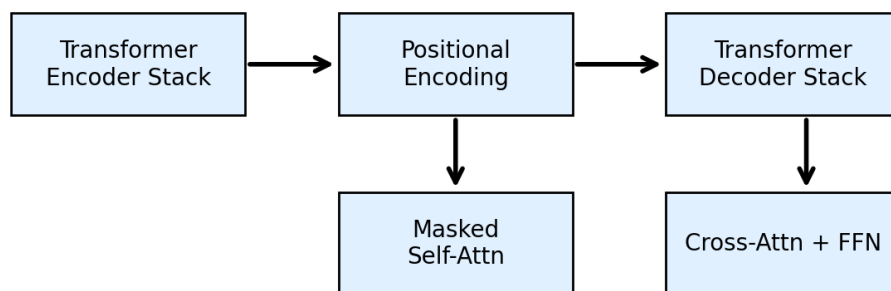 Transformer
Encoder Stack
Positional
Encoding
Transformer
Decoder Stack
Masked
Self-Attn
Cross-Attn + FFN